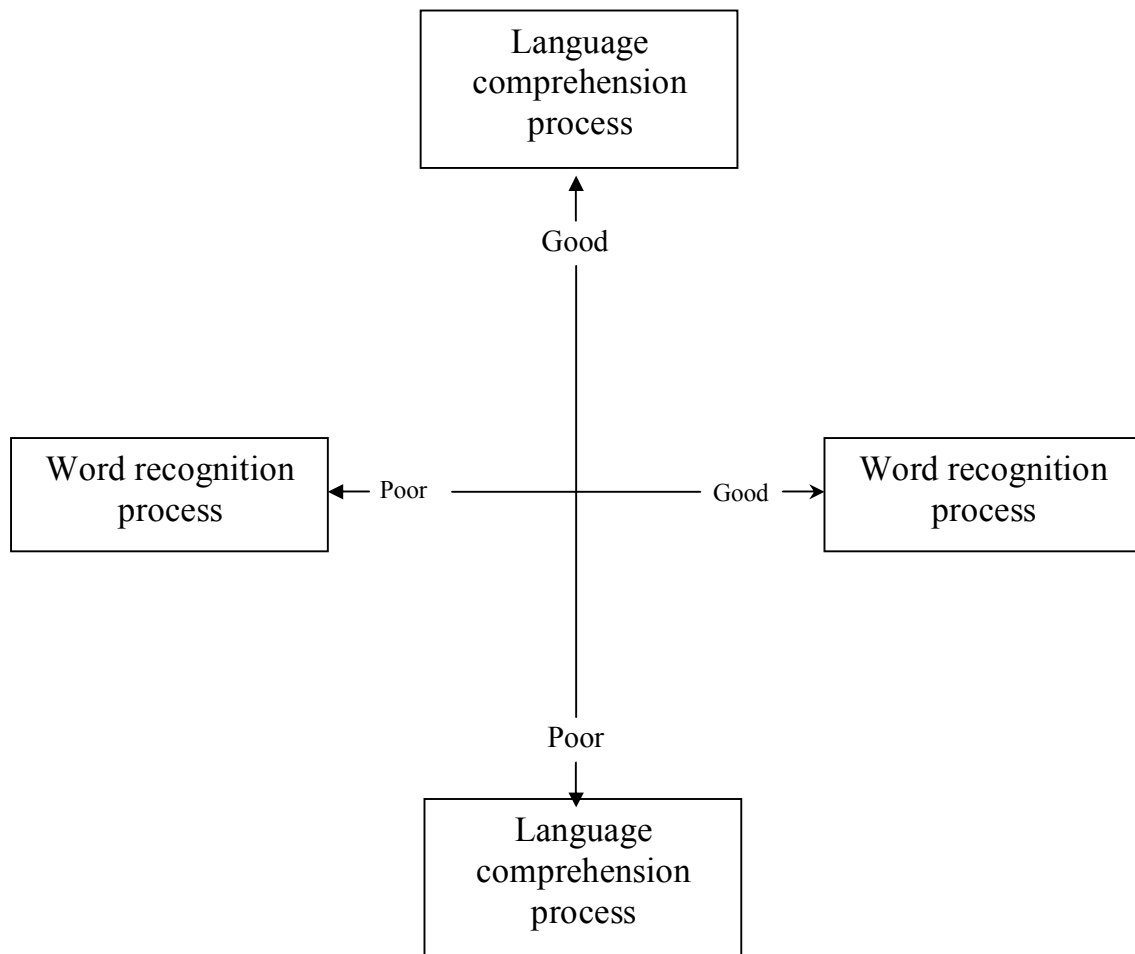 Language
comprehension
process
Good
Word recognition
process
Poor
Good
Word recognition
process
Poor
Language
comprehension
process